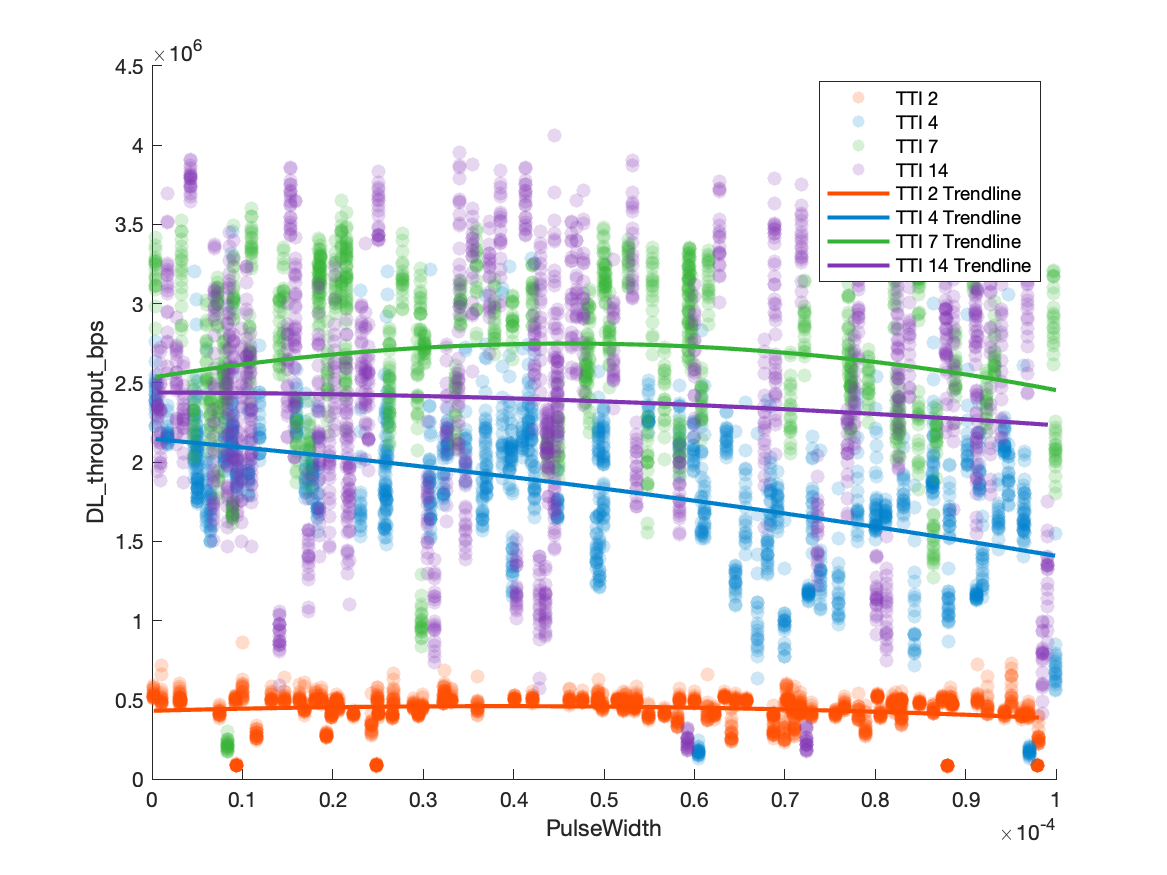 ×10⁶
4.5
4
3.5
3
2.5
2
1.5
1
0.5
0
DL_throughput_bps
TTI 2
TTI 4
TTI 7
TTI 14
TTI 2 Trendline
TTI 4 Trendline
TTI 7 Trendline
TTI 14 Trendline
0 0.1 0.2 0.3 0.4 0.5 0.6 0.7 0.8 0.9 1
PulseWidth
×10⁻⁴